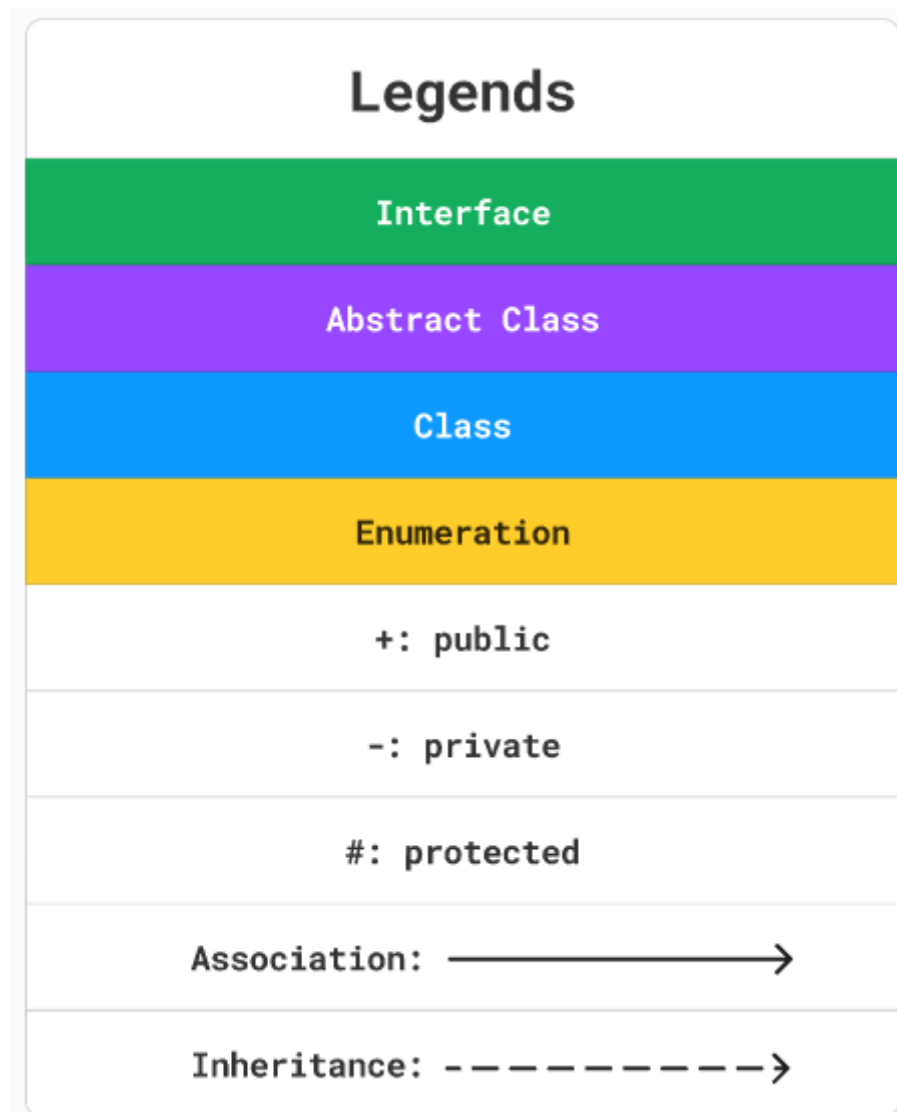 Legends
Interface
Abstract Class
Class
Enumeration
+: public
-: private
#: protected
Association:
Inheritance: